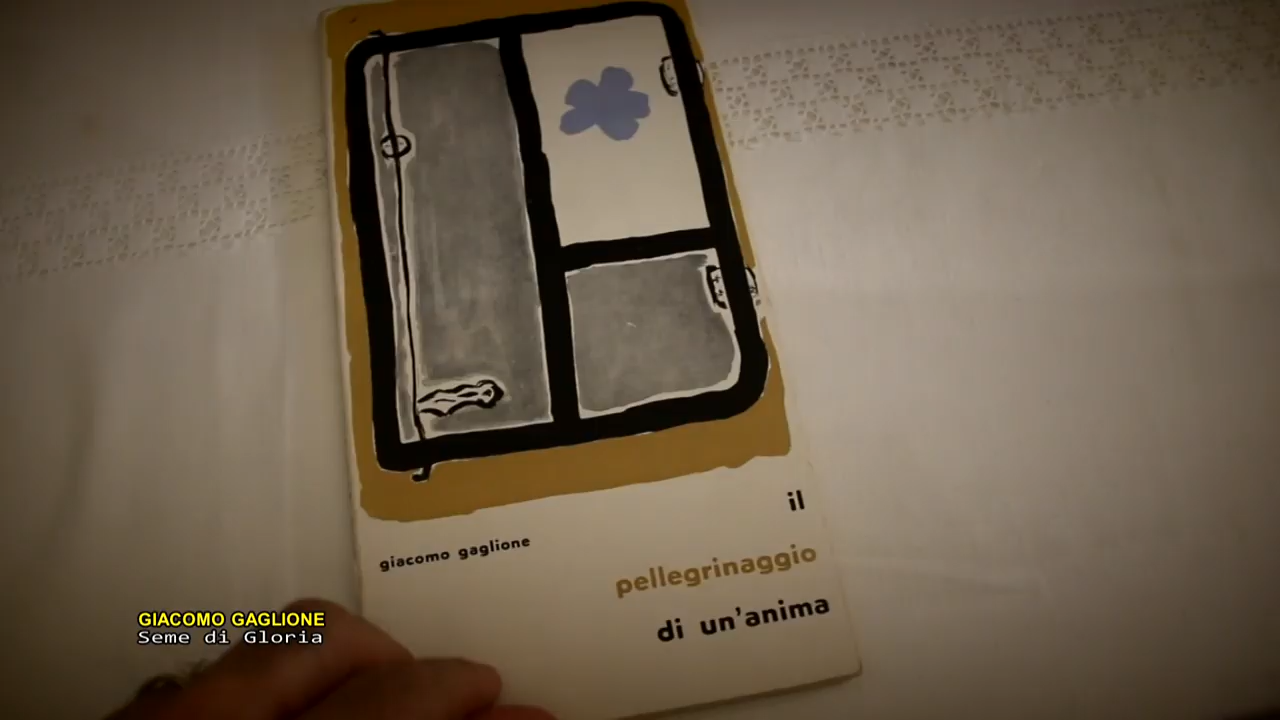 il
giacomo gaglione
pellegrinaggio
di un'anima
GIACOMO GAGLIONE
Seme di Gloria